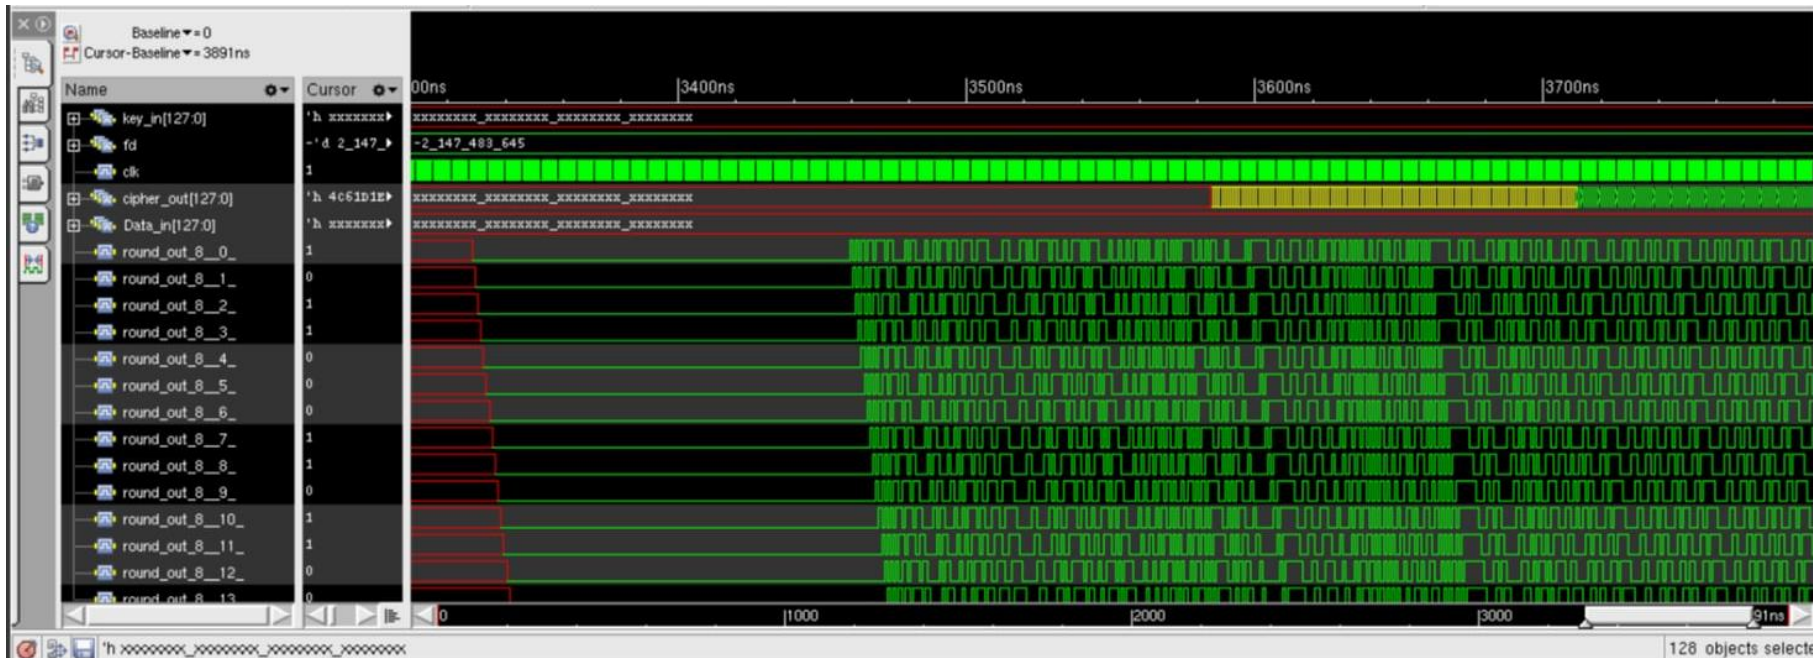 Baseline▼= 0
Cursor-Baseline▼= 3891ns
Name Cursor 00ns |3400ns |3500ns |3600ns |3700ns
key_in[127:0] 'h xxxxxxx xxxxxxxx_xxxxxxxx_xxxxxxxx_xxxxxxxx
fd -'d 2_147_ -2_147_483_645
clk 1
cipher_out[127:0] 'h 4C61D1E xxxxxxxx_xxxxxxxx_xxxxxxxx_xxxxxxxx
Data_in[127:0] 'h xxxxxxx xxxxxxxx_xxxxxxxx_xxxxxxxx_xxxxxxxx
round_out_8__0_ 1
round_out_8__1_ 0
round_out_8__2_ 1
round_out_8__3_ 1
round_out_8__4_ 0
round_out_8__5_ 0
round_out_8__6_ 0
round_out_8__7_ 1
round_out_8__8_ 1
round_out_8__9_ 0
round_out_8__10_ 1
round_out_8__11_ 1
round_out_8__12_ 0
round_out_8__13_ 0
0 |1000 |2000 |3000 91ns
'h xxxxxxxx_xxxxxxxx_xxxxxxxx_xxxxxxxx 128 objects selecte